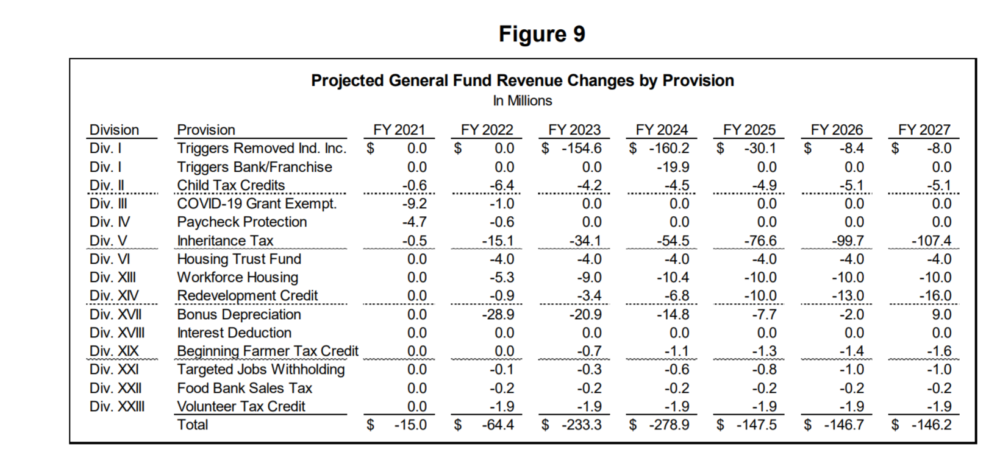 Figure 9
Projected General Fund Revenue Changes by Provision
In Millions
Division Provision FY 2021 FY 2022 FY 2023 FY 2024 FY 2025 FY 2026 FY 2027
Div. I Triggers Removed Ind. Inc. $ 0.0 $ 0.0 $ -154.6 $ -160.2 $ -30.1 $ -8.4 $ -8.0
Div. I Triggers Bank/Franchise 0.0 0.0 0.0 -19.9 0.0 0.0 0.0
Div. II Child Tax Credits -0.6 -6.4 -4.2 -4.5 -4.9 -5.1 -5.1
Div. III COVID-19 Grant Exempt. -9.2 -1.0 0.0 0.0 0.0 0.0 0.0
Div. IV Paycheck Protection -4.7 -0.6 0.0 0.0 0.0 0.0 0.0
Div. V Inheritance Tax -0.5 -15.1 -34.1 -54.5 -76.6 -99.7 -107.4
Div. VI Housing Trust Fund 0.0 -4.0 -4.0 -4.0 -4.0 -4.0 -4.0
Div. XIII Workforce Housing 0.0 -5.3 -9.0 -10.4 -10.0 -10.0 -10.0
Div. XIV Redevelopment Credit 0.0 -0.9 -3.4 -6.8 -10.0 -13.0 -16.0
Div. XVII Bonus Depreciation 0.0 -28.9 -20.9 -14.8 -7.7 -2.0 9.0
Div. XVIII Interest Deduction 0.0 0.0 0.0 0.0 0.0 0.0 0.0
Div. XIX Beginning Farmer Tax Credit 0.0 0.0 -0.7 -1.1 -1.3 -1.4 -1.6
Div. XXI Targeted Jobs Withholding 0.0 -0.1 -0.3 -0.6 -0.8 -1.0 -1.0
Div. XXII Food Bank Sales Tax 0.0 -0.2 -0.2 -0.2 -0.2 -0.2 -0.2
Div. XXIII Volunteer Tax Credit 0.0 -1.9 -1.9 -1.9 -1.9 -1.9 -1.9
Total $ -15.0 $ -64.4 $ -233.3 $ -278.9 $ -147.5 $ -146.7 $ -146.2